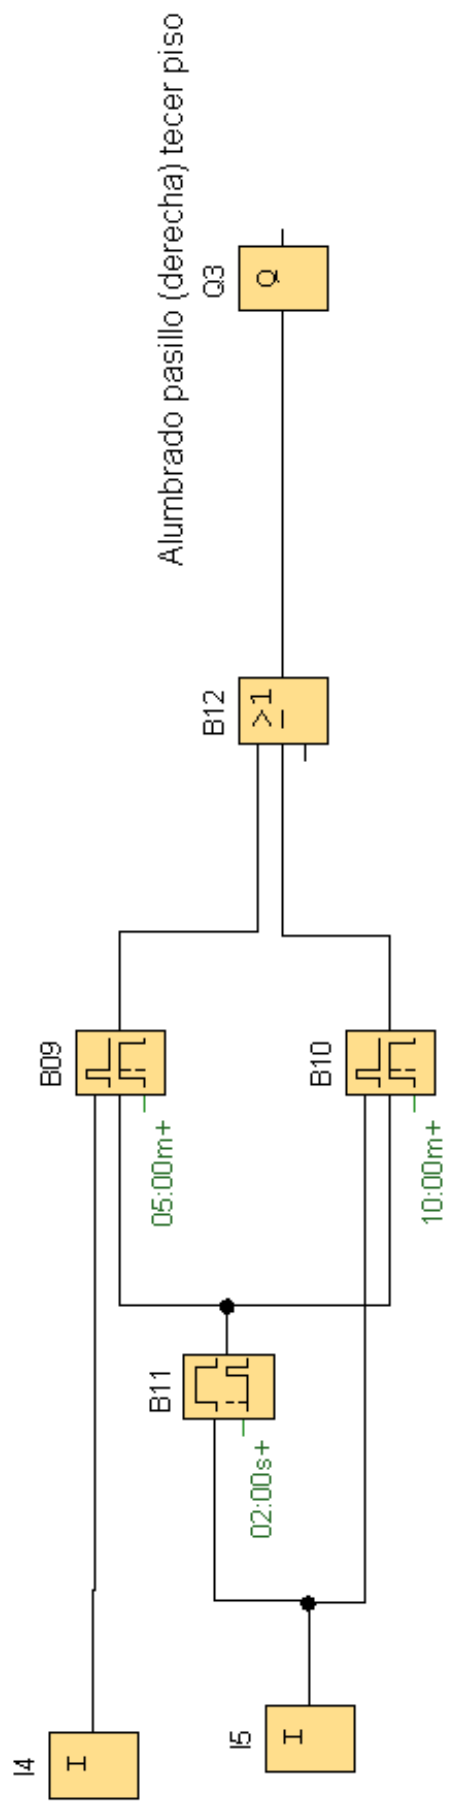 Alumbrado pasillo (derecha) tecer piso
I4
I
B09
05:00m+
B11
02:00s+
B12
>1
Q3
Q
I5
I
B10
10:00m+